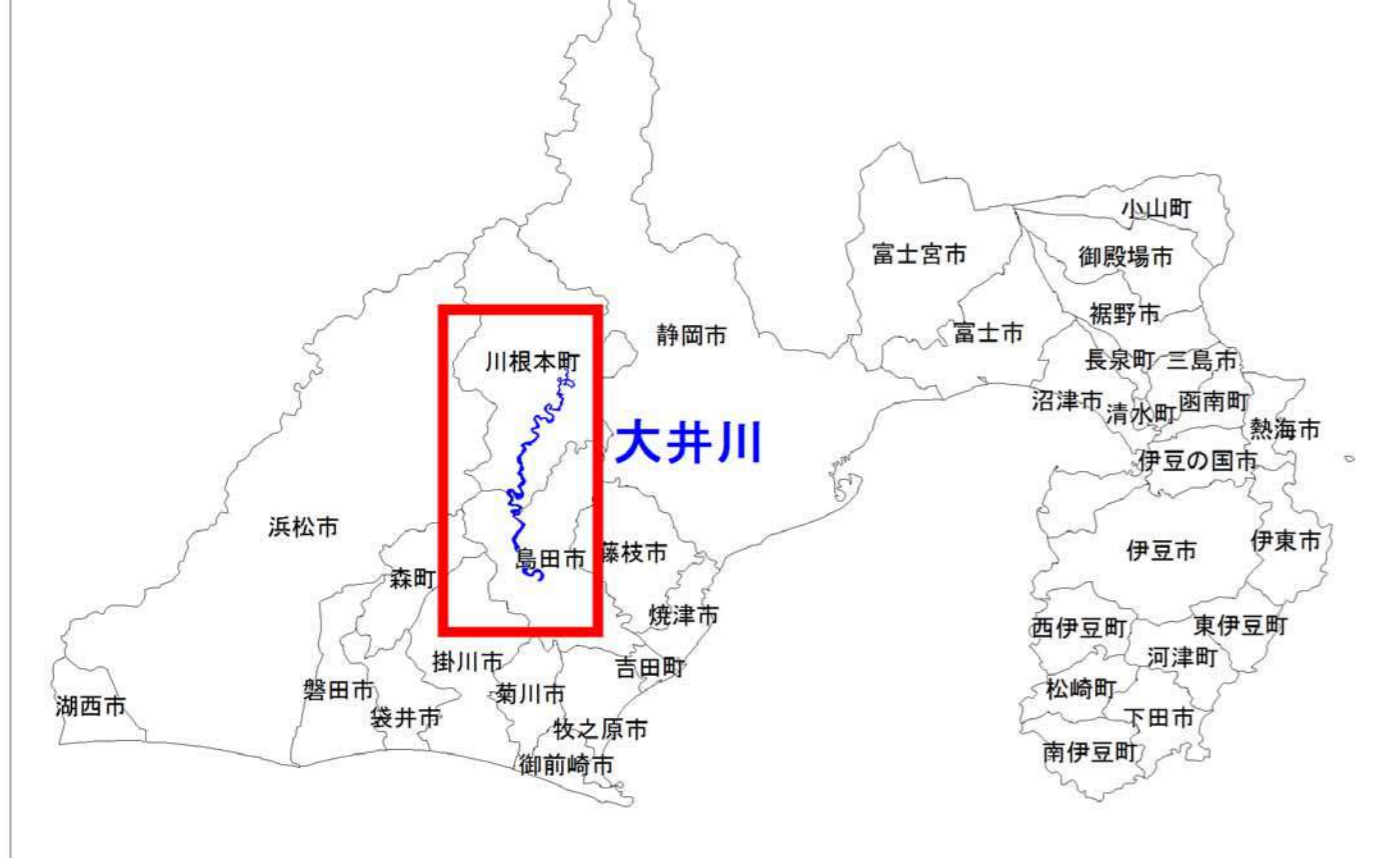 小山町
富士宮市
御殿場市
裾野市
静岡市
富士市
川根本町
長泉町
三島市
沼津市
清水町
函南町
熱海市
大井川
伊豆の国市
浜松市
島田市
藤枝市
伊豆市
伊東市
森町
焼津市
西伊豆町
東伊豆町
掛川市
吉田町
河津町
湖西市
磐田市
菊川市
松崎町
袋井市
牧之原市
下田市
御前崎市
南伊豆町